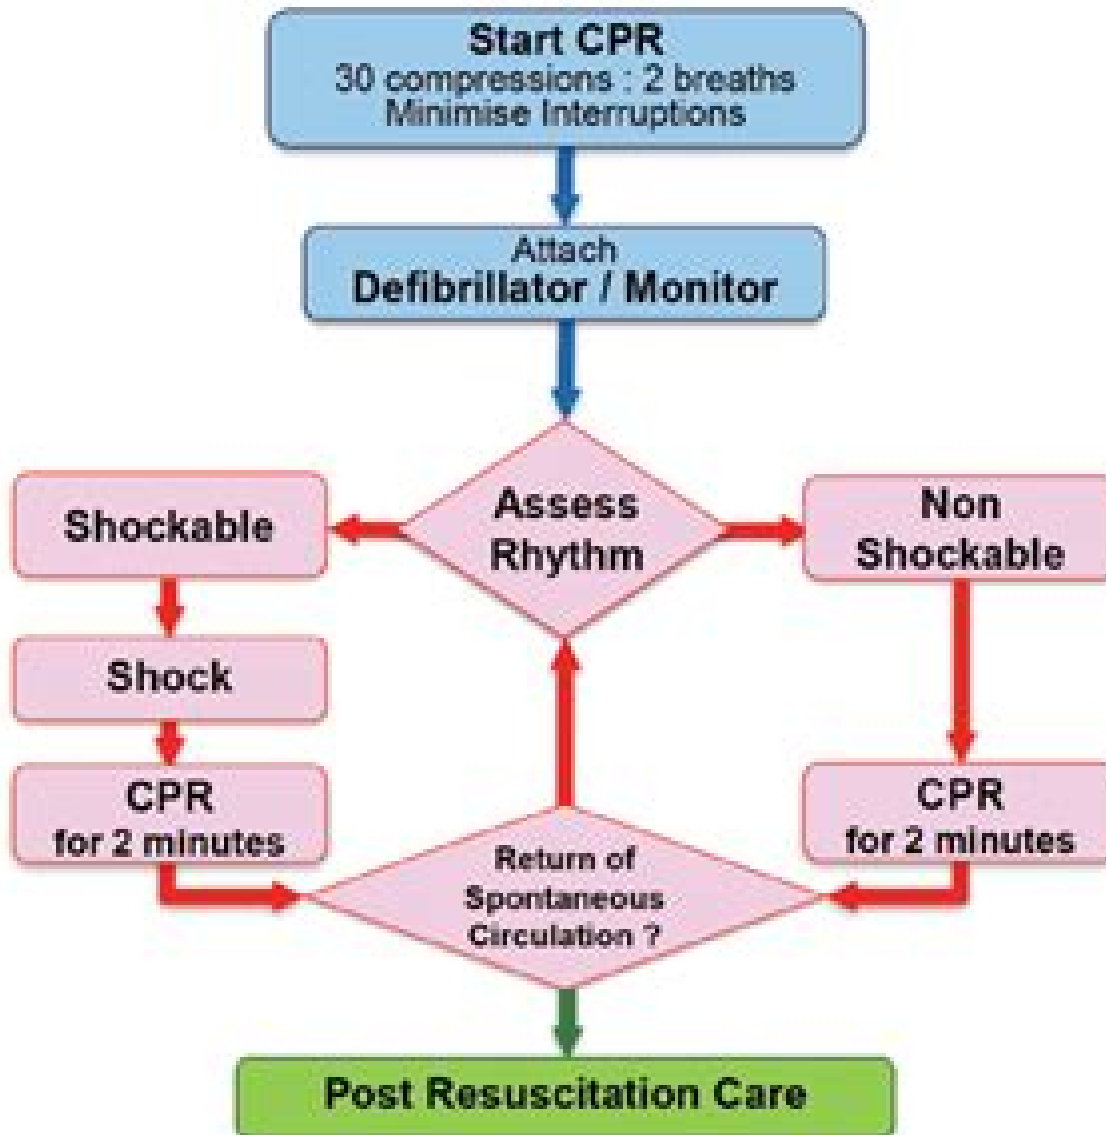 Start CPR
30 compressions : 2 breaths
Minimise Interruptions
Attach
Defibrillator / Monitor
Assess
Rhythm
Shockable
Non
Shockable
Shock
CPR
for 2 minutes
CPR
for 2 minutes
Return of
Spontaneous
Circulation ?
Post Resuscitation Care